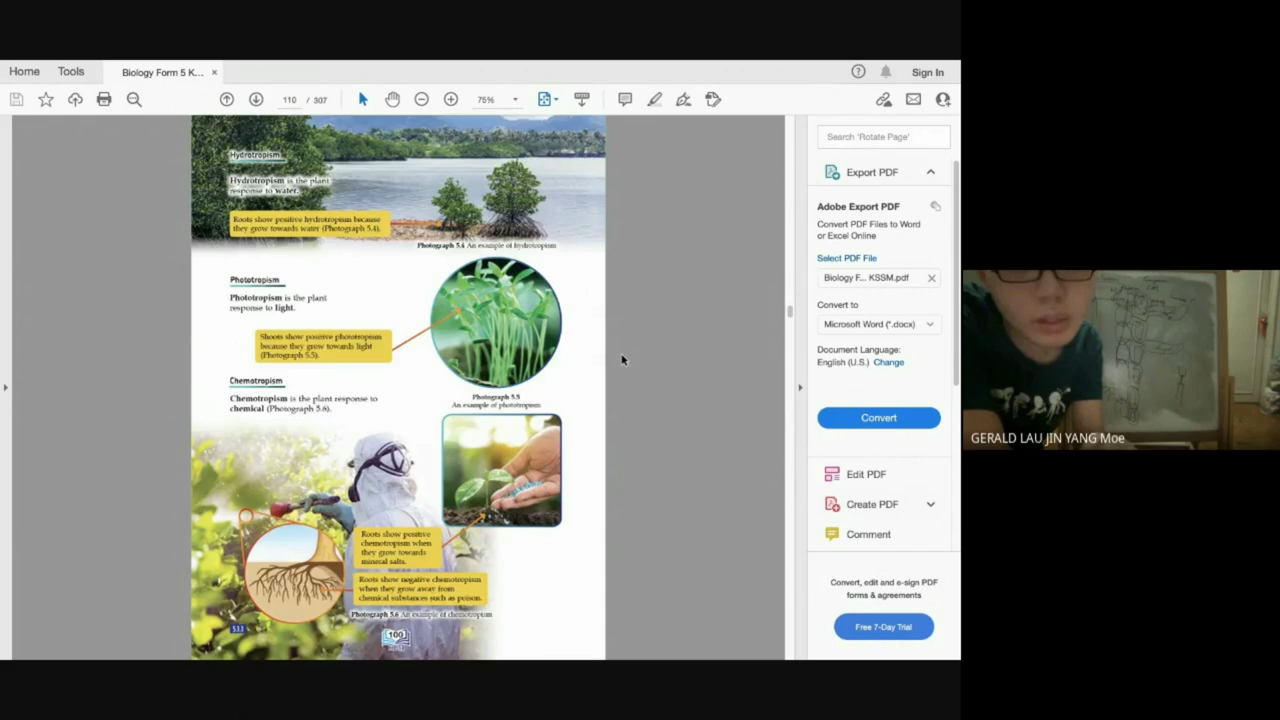 Home
Tools
Biology Form 5 K... ×
Sign In
110 / 307
75%
Search 'Rotate Page'
Export PDF
Adobe Export PDF
Convert PDF Files to Word
or Excel Online
Select PDF File
Biology F... KSSM.pdf
Convert to
Microsoft Word (*.docx)
Document Language:
English (U.S.) Change
Convert
Edit PDF
Create PDF
Comment
Convert, edit and e-sign PDF
forms & agreements
Free 7-Day Trial
Hydrotropism
Hydrotropism is the plant
response to water.
Roots show positive hydrotropism because
they grow towards water (Photograph 5.4).
Photograph 5.4 An example of hydrotropism
Phototropism
Phototropism is the plant
response to light.
Shoots show positive phototropism
because they grow towards light
(Photograph 5.5).
Photograph 5.5
An example of phototropism
Chemotropism
Chemotropism is the plant response to
chemical (Photograph 5.6).
Roots show positive
chemotropism when
they grow towards
mineral salts.
Roots show negative chemotropism
when they grow away from
chemical substances such as poison.
Photograph 5.6 An example of chemotropism
5.3.1
100
GERALD LAU JIN YANG Moe